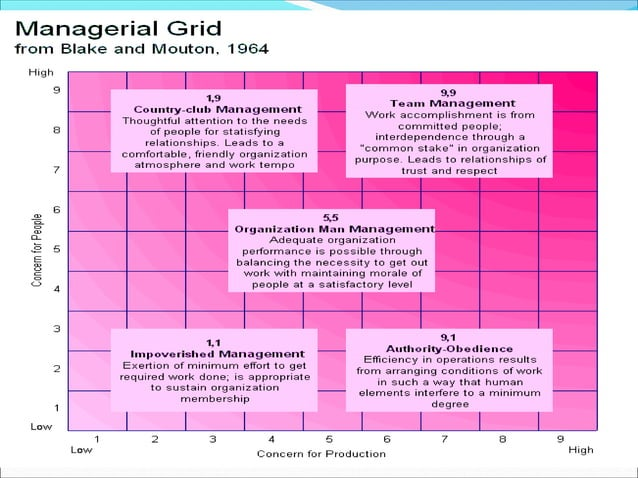 Managerial Grid
from Blake and Mouton, 1964
High
9
8
7
6
5
4
3
2
1
Low
Concern for People
1,9
Country-club Management
Thoughtful attention to the needs
of people for statisfying
relationships. Leads to a
comfortable, friendly organization
atmosphere and work tempo
9,9
Team Management
Work accomplishment is from
committed people;
interdependence through a
"common stake" in organization
purpose. Leads to relationships of
trust and respect
5,5
Organization Man Management
Adequate organization
performance is possible through
balancing the necessity to get out
work with maintaining morale of
people at a satisfactory level
1,1
Impoverished Management
Exertion of minimum effort to get
required work done; is appropriate
to sustain organization
membership
9,1
Authority-Obedience
Efficiency in operations results
from arranging conditions of work
in such a way that human
elements interfere to a minimum
degree
1 2 3 4 5 6 7 8 9
Low
Concern for Production
High